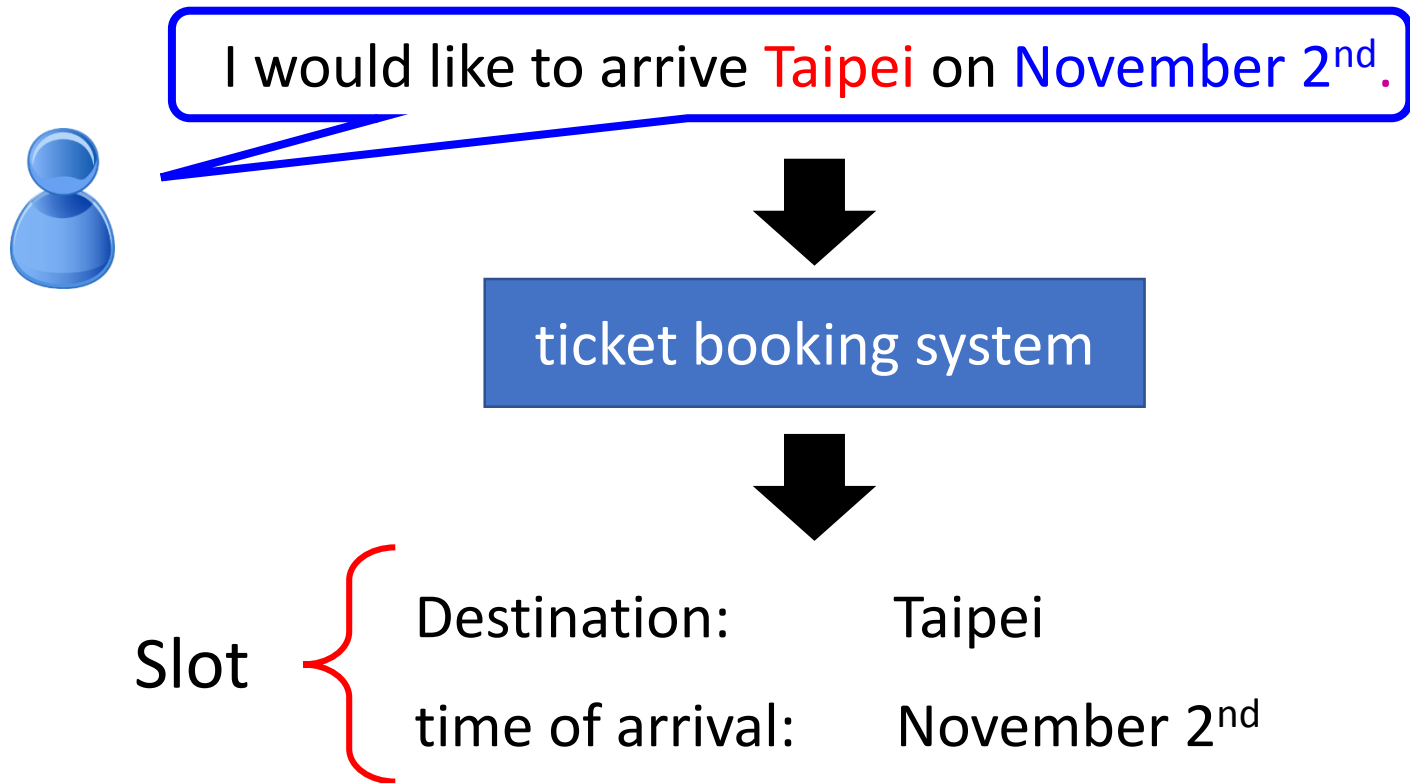 I would like to arrive Taipei on November 2nd.
ticket booking system
Slot
Destination: Taipei
time of arrival: November 2nd